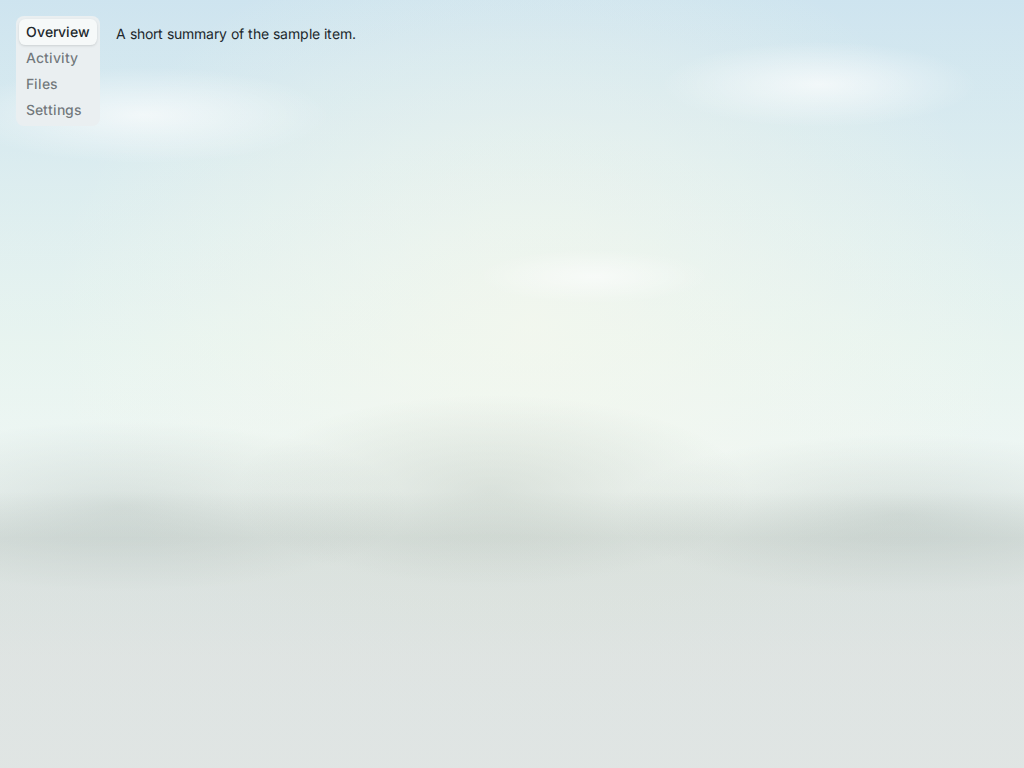 Overview
A short summary of the sample item.
Activity
Files
Settings